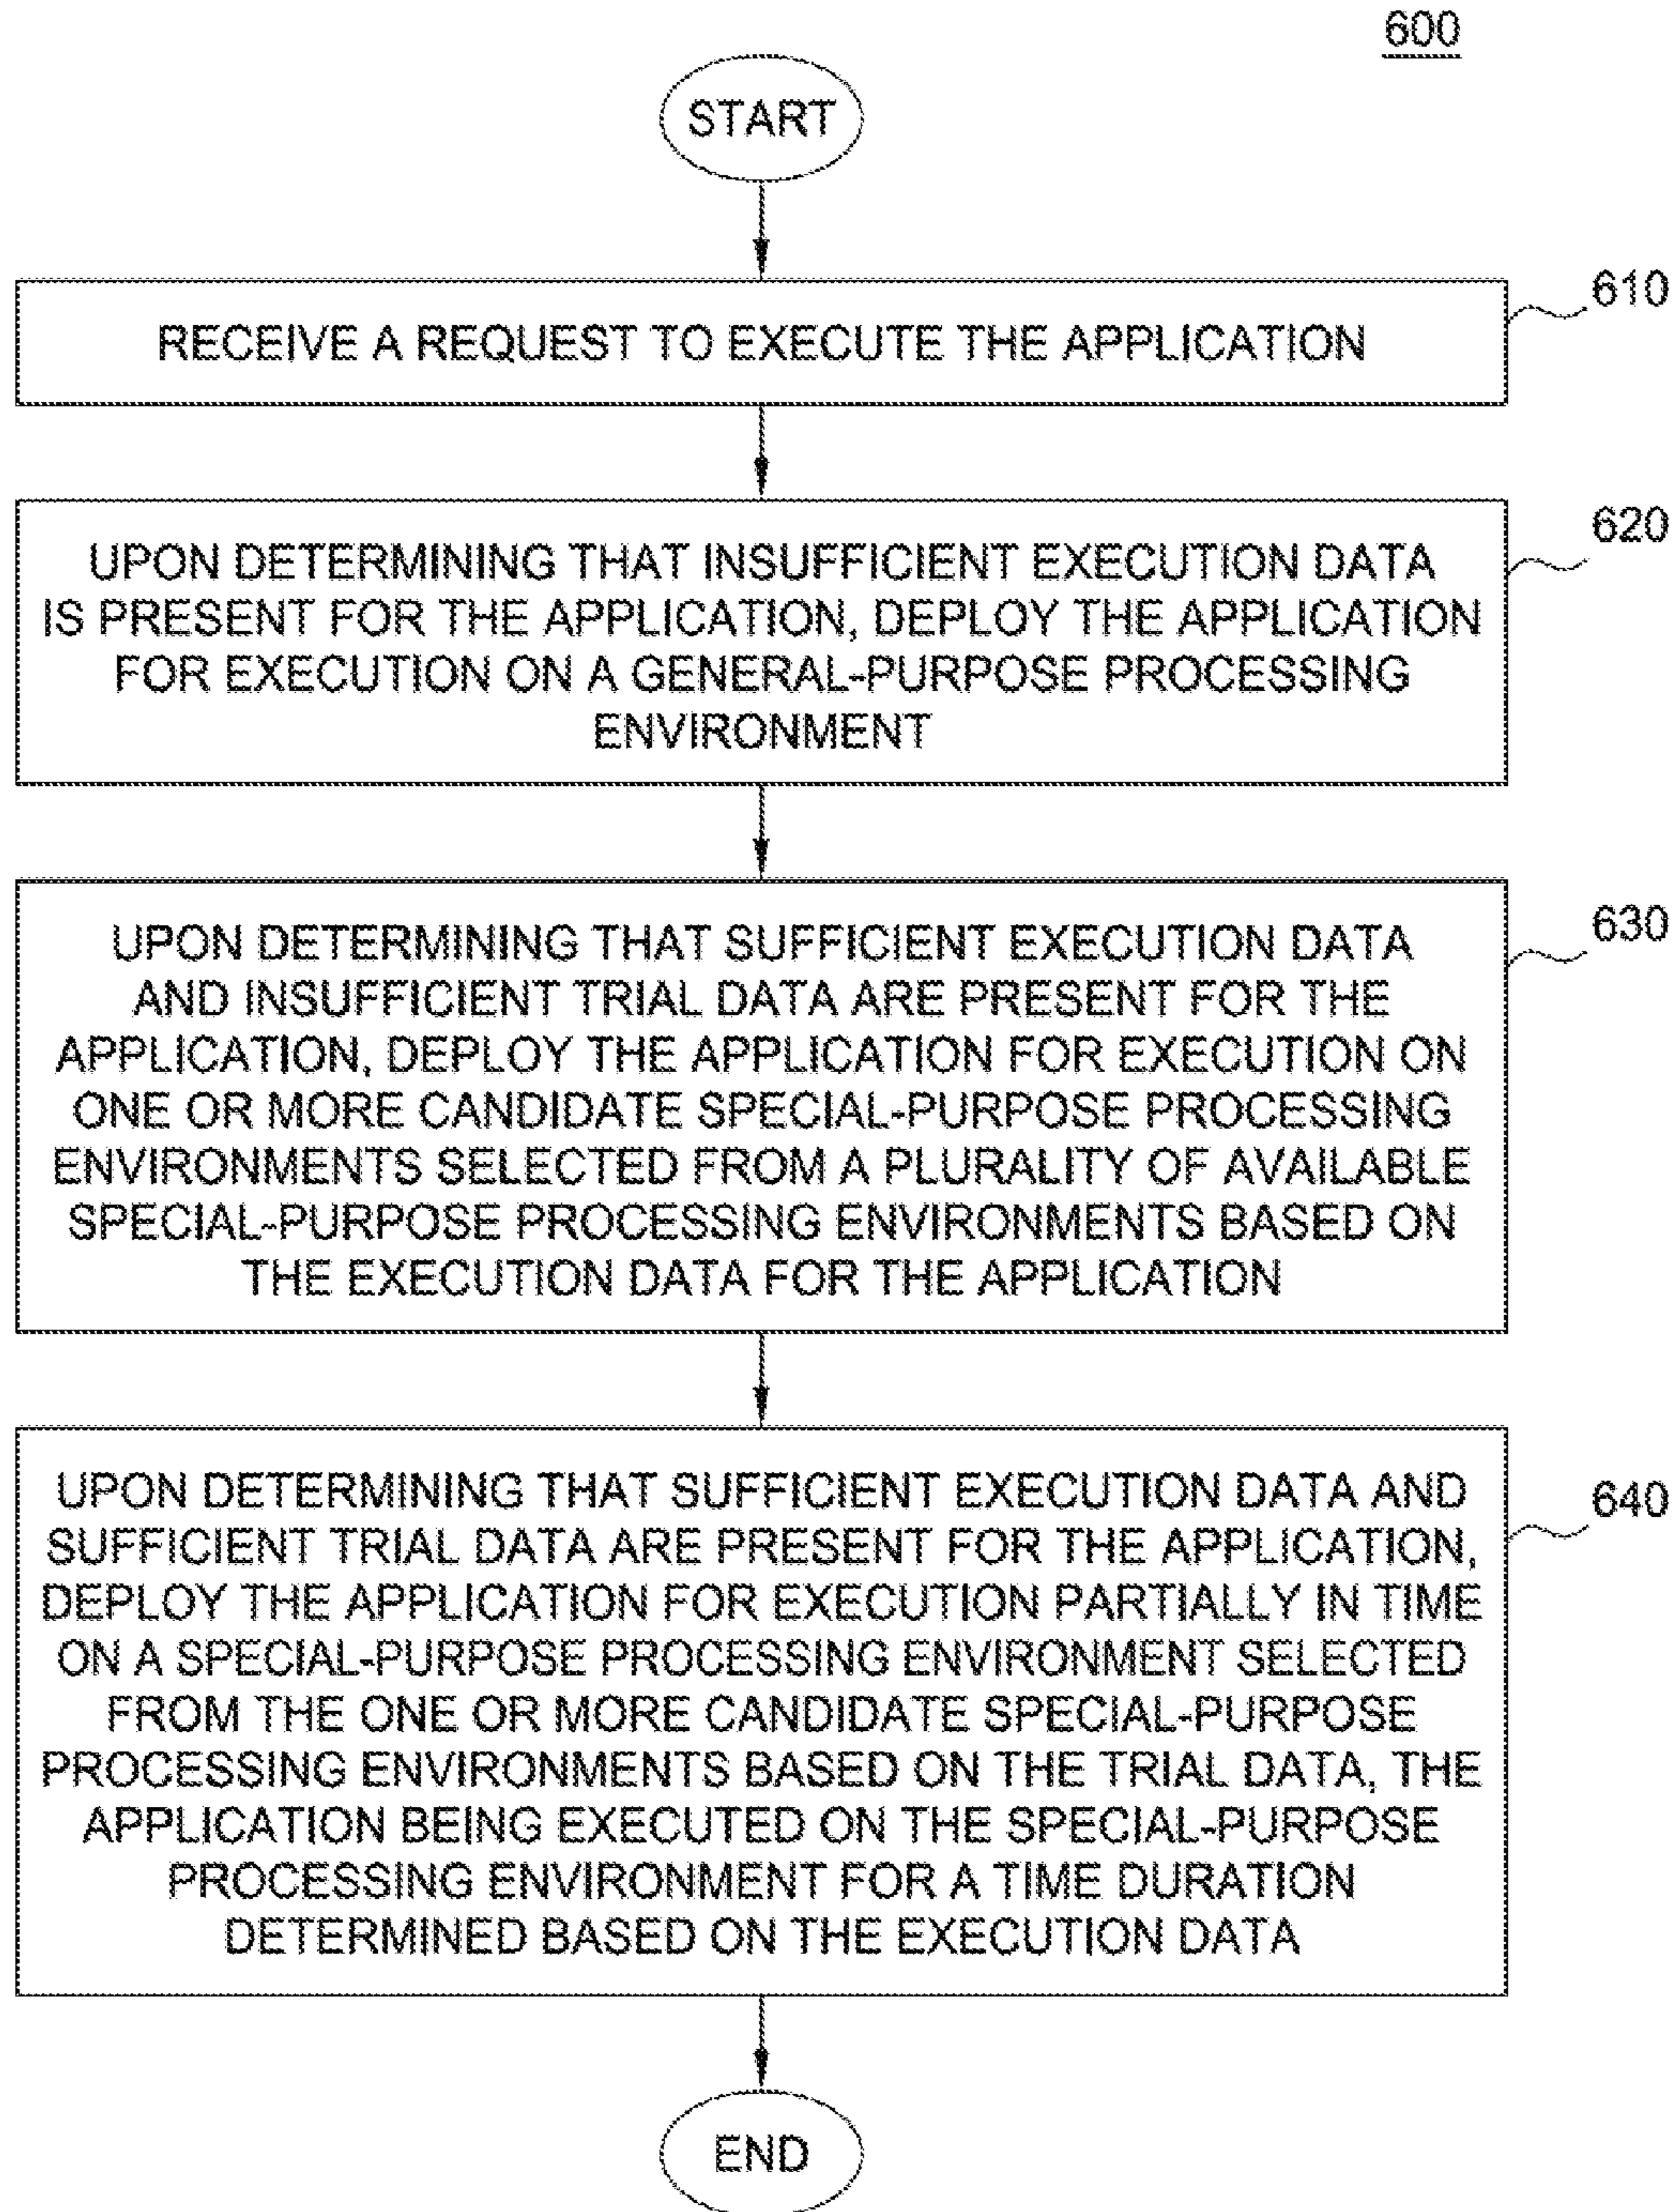 600
START
RECEIVE A REQUEST TO EXECUTE THE APPLICATION
610
UPON DETERMINING THAT INSUFFICIENT EXECUTION DATA
IS PRESENT FOR THE APPLICATION, DEPLOY THE APPLICATION
FOR EXECUTION ON A GENERAL-PURPOSE PROCESSING
ENVIRONMENT
620
UPON DETERMINING THAT SUFFICIENT EXECUTION DATA
AND INSUFFICIENT TRIAL DATA ARE PRESENT FOR THE
APPLICATION, DEPLOY THE APPLICATION FOR EXECUTION ON
ONE OR MORE CANDIDATE SPECIAL-PURPOSE PROCESSING
ENVIRONMENTS SELECTED FROM A PLURALITY OF AVAILABLE
SPECIAL-PURPOSE PROCESSING ENVIRONMENTS BASED ON
THE EXECUTION DATA FOR THE APPLICATION
630
UPON DETERMINING THAT SUFFICIENT EXECUTION DATA AND
SUFFICIENT TRIAL DATA ARE PRESENT FOR THE APPLICATION,
DEPLOY THE APPLICATION FOR EXECUTION PARTIALLY IN TIME
ON A SPECIAL-PURPOSE PROCESSING ENVIRONMENT SELECTED
FROM THE ONE OR MORE CANDIDATE SPECIAL-PURPOSE
PROCESSING ENVIRONMENTS BASED ON THE TRIAL DATA, THE
APPLICATION BEING EXECUTED ON THE SPECIAL-PURPOSE
PROCESSING ENVIRONMENT FOR A TIME DURATION
DETERMINED BASED ON THE EXECUTION DATA
640
END